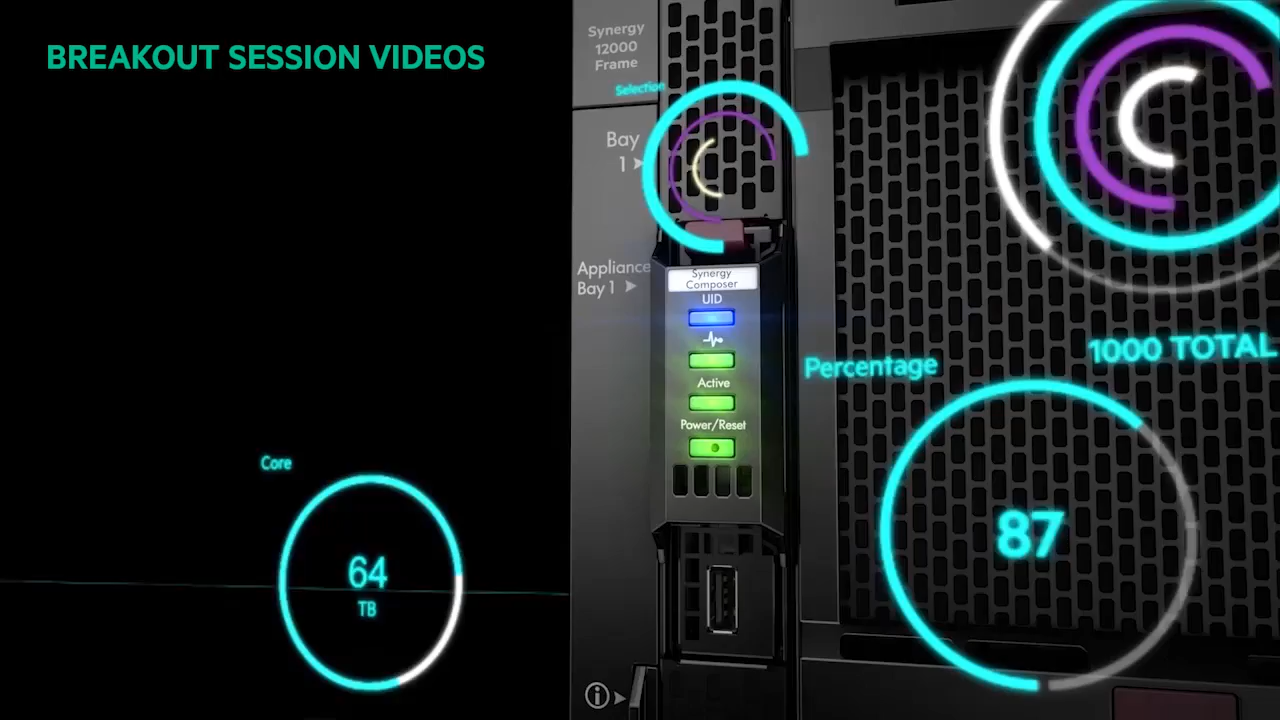 BREAKOUT SESSION VIDEOS
Synergy
12000
Frame
Selection
Bay
1
Appliance
Bay 1
Synergy
Composer
UID
Active
Power/Reset
Percentage
1000 TOTAL
87
Core
64
TB